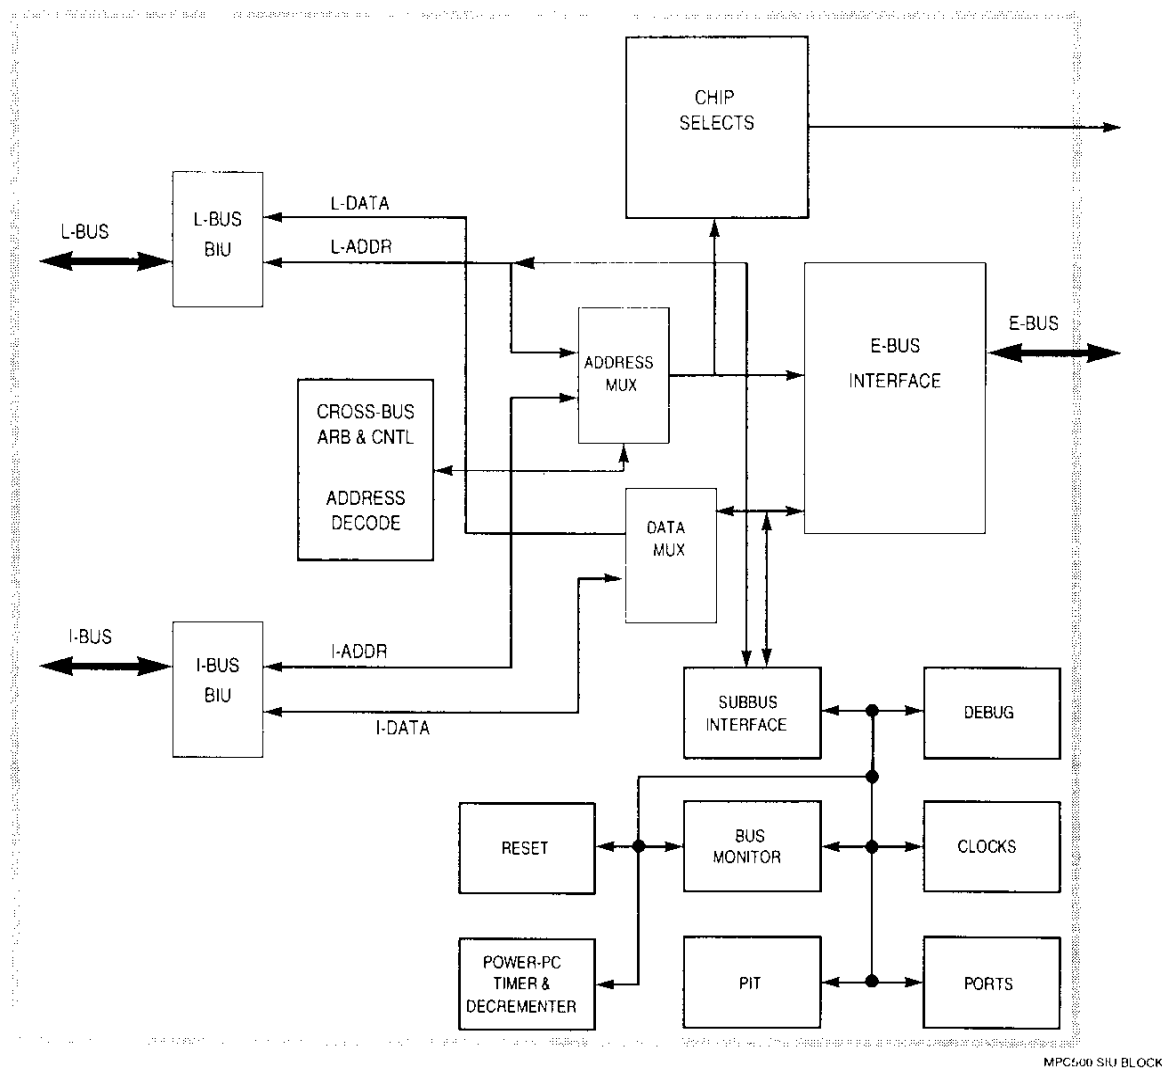 CHIP
SELECTS
L-DATA
L-BUS
BIU
L-BUS
L-ADDR
E-BUS
E-BUS
INTERFACE
ADDRESS
MUX
CROSS-BUS
ARB & CNTL
ADDRESS
DECODE
DATA
MUX
I-BUS
I-BUS
BIU
I-ADDR
I-DATA
SUBBUS
INTERFACE
DEBUG
RESET
BUS
MONITOR
CLOCKS
POWER-PC
TIMER &
DECREMENTER
PIT
PORTS
MPC500 SIU BLOCK